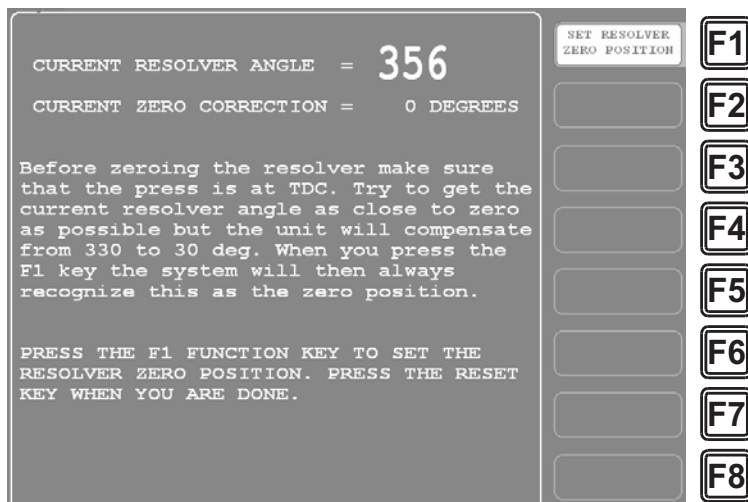 CURRENT RESOLVER ANGLE = 356
CURRENT ZERO CORRECTION = 0 DEGREES
Before zeroing the resolver make sure
that the press is at TDC. Try to get the
current resolver angle as close to zero
as possible but the unit will compensate
from 330 to 30 deg. When you press the
F1 key the system will then always
recognize this as the zero position.
PRESS THE F1 FUNCTION KEY TO SET THE
RESOLVER ZERO POSITION. PRESS THE RESET
KEY WHEN YOU ARE DONE.
SET RESOLVER
ZERO POSITION
F1
F2
F3
F4
F5
F6
F7
F8